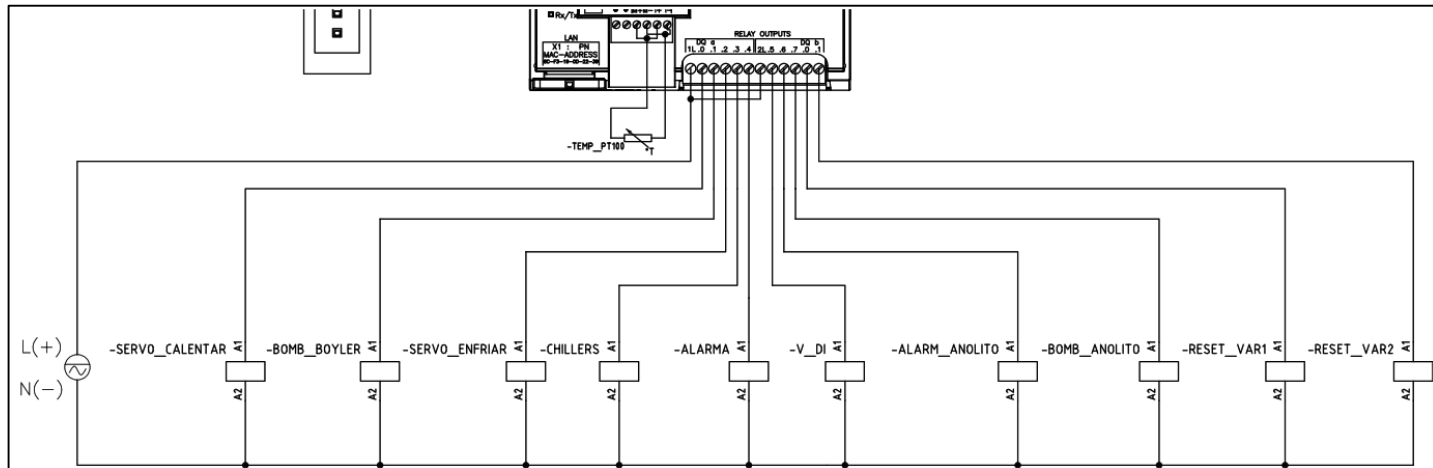 Rx/Tx
LAN
X1 : PN
MAC-ADDRESS
RELAY OUTPUTS
DQ a DQ b
1L .0 .1 .2 .3 .4 2L .5 .6 .7 .0 .1
-TEMP_PT100
+T
L(+)
N(-)
-SERVO_CALENTAR A1
A2
-BOMB_BOYLER A1
A2
-SERVO_ENFRIAR A1
A2
-CHILLERS A1
A2
-ALARMA A1
A2
-V_DI A1
A2
-ALARM_ANOLITO A1
A2
-BOMB_ANOLITO A1
A2
-RESET_VAR1 A1
A2
-RESET_VAR2 A1
A2